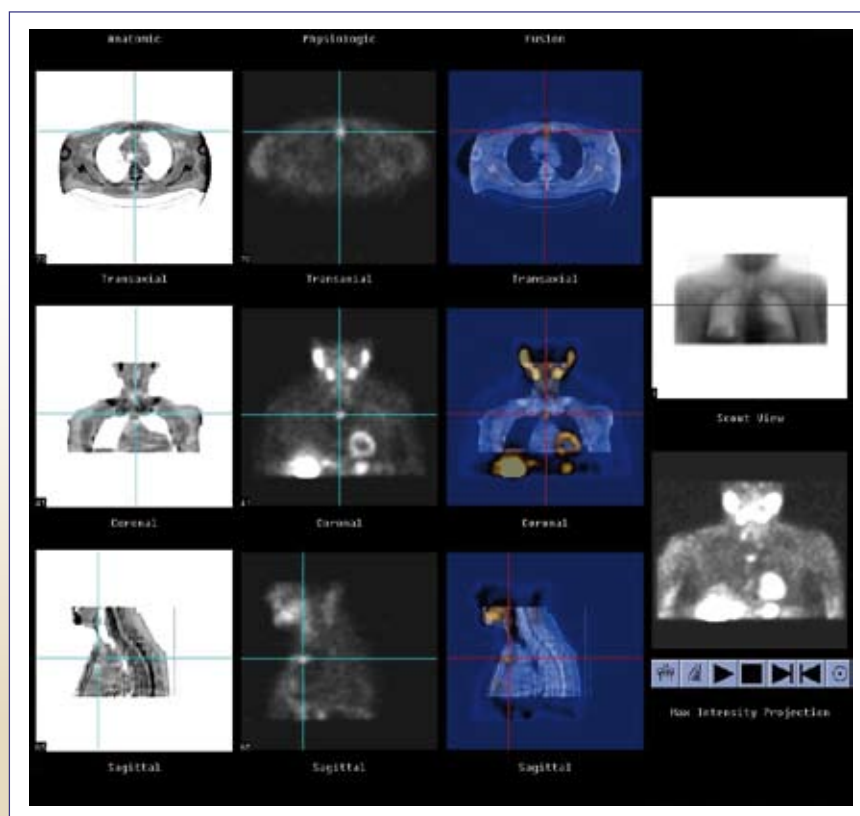 Anatomic Physiologic Fusion
Transaxial Transaxial Transaxial
Scout View
Coronal Coronal Coronal
Sagittal Sagittal Sagittal
Max Intensity Projection